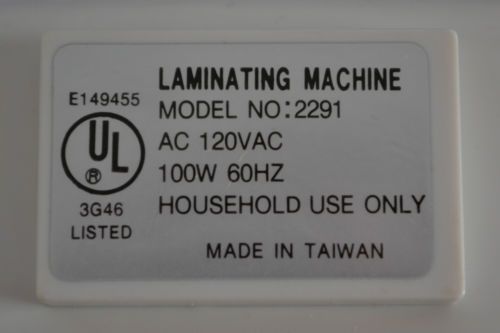 LAMINATING MACHINE
E149455
MODEL NO:2291
UL
®
AC 120VAC
100W 60HZ
3G46
LISTED
HOUSEHOLD USE ONLY
MADE IN TAIWAN